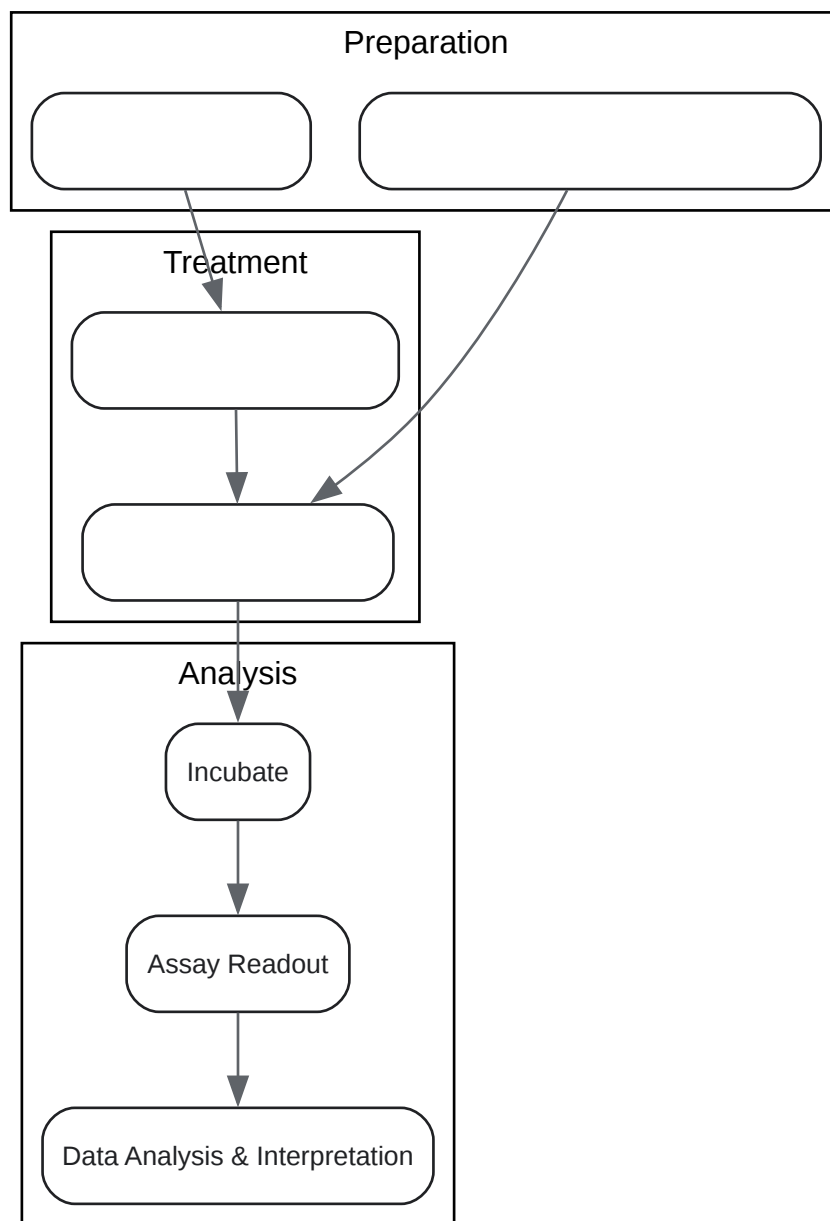 Preparation
Treatment
Analysis
Incubate
Assay Readout
Data Analysis & Interpretation